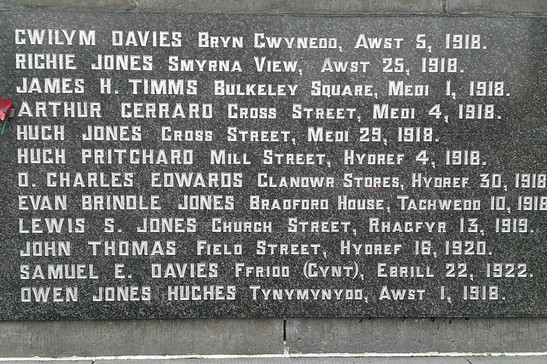 GWILYM DAVIES BRYN GWYNEDD, AWST 5, 1918.
RICHIE JONES SMYRNA VIEW, AWST 25, 1918.
JAMES H. TIMMS BULKELEY SQUARE, MEDI 1, 1918.
ARTHUR GERRARD CROSS STREET, MEDI 4, 1918.
HUGH JONES CROSS STREET, MEDI 29, 1918.
HUGH PRITCHARD MILL STREET, HYDREF 4, 1918.
O. CHARLES EDWARDS GLANDWR STORES, HYDREF 30, 1918
EVAN BRINDLE JONES BRADFORD HOUSE, TACHWEDD 10, 1918
LEWIS S. JONES CHURCH STREET, RHAGFYR 13, 1919.
JOHN THOMAS FIELD STREET, HYDREF 16, 1920.
SAMUEL E. DAVIES FFRIDD (GYNT), EBRILL 22, 1922.
OWEN JONES HUGHES TYNYMYNYDD, AWST 1, 1918.